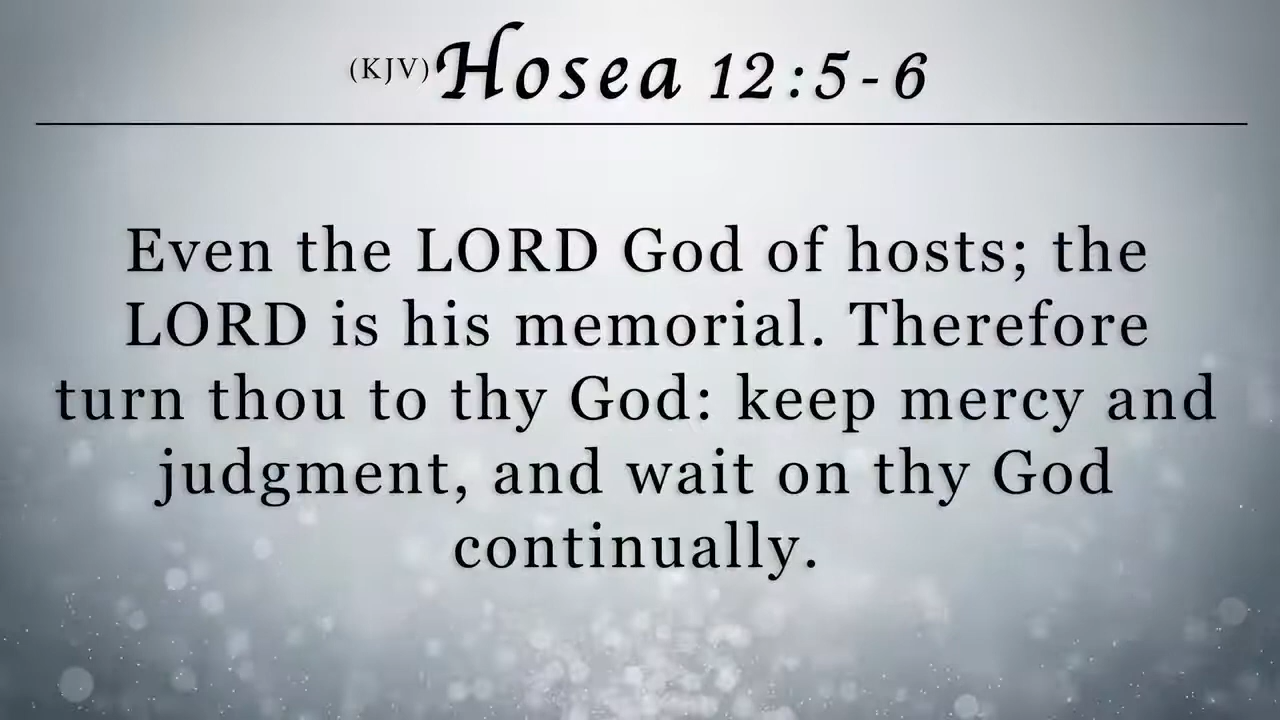 (KJV) Hosea 12:5-6
Even the LORD God of hosts; the
LORD is his memorial. Therefore
turn thou to thy God: keep mercy and
judgment, and wait on thy God
continually.